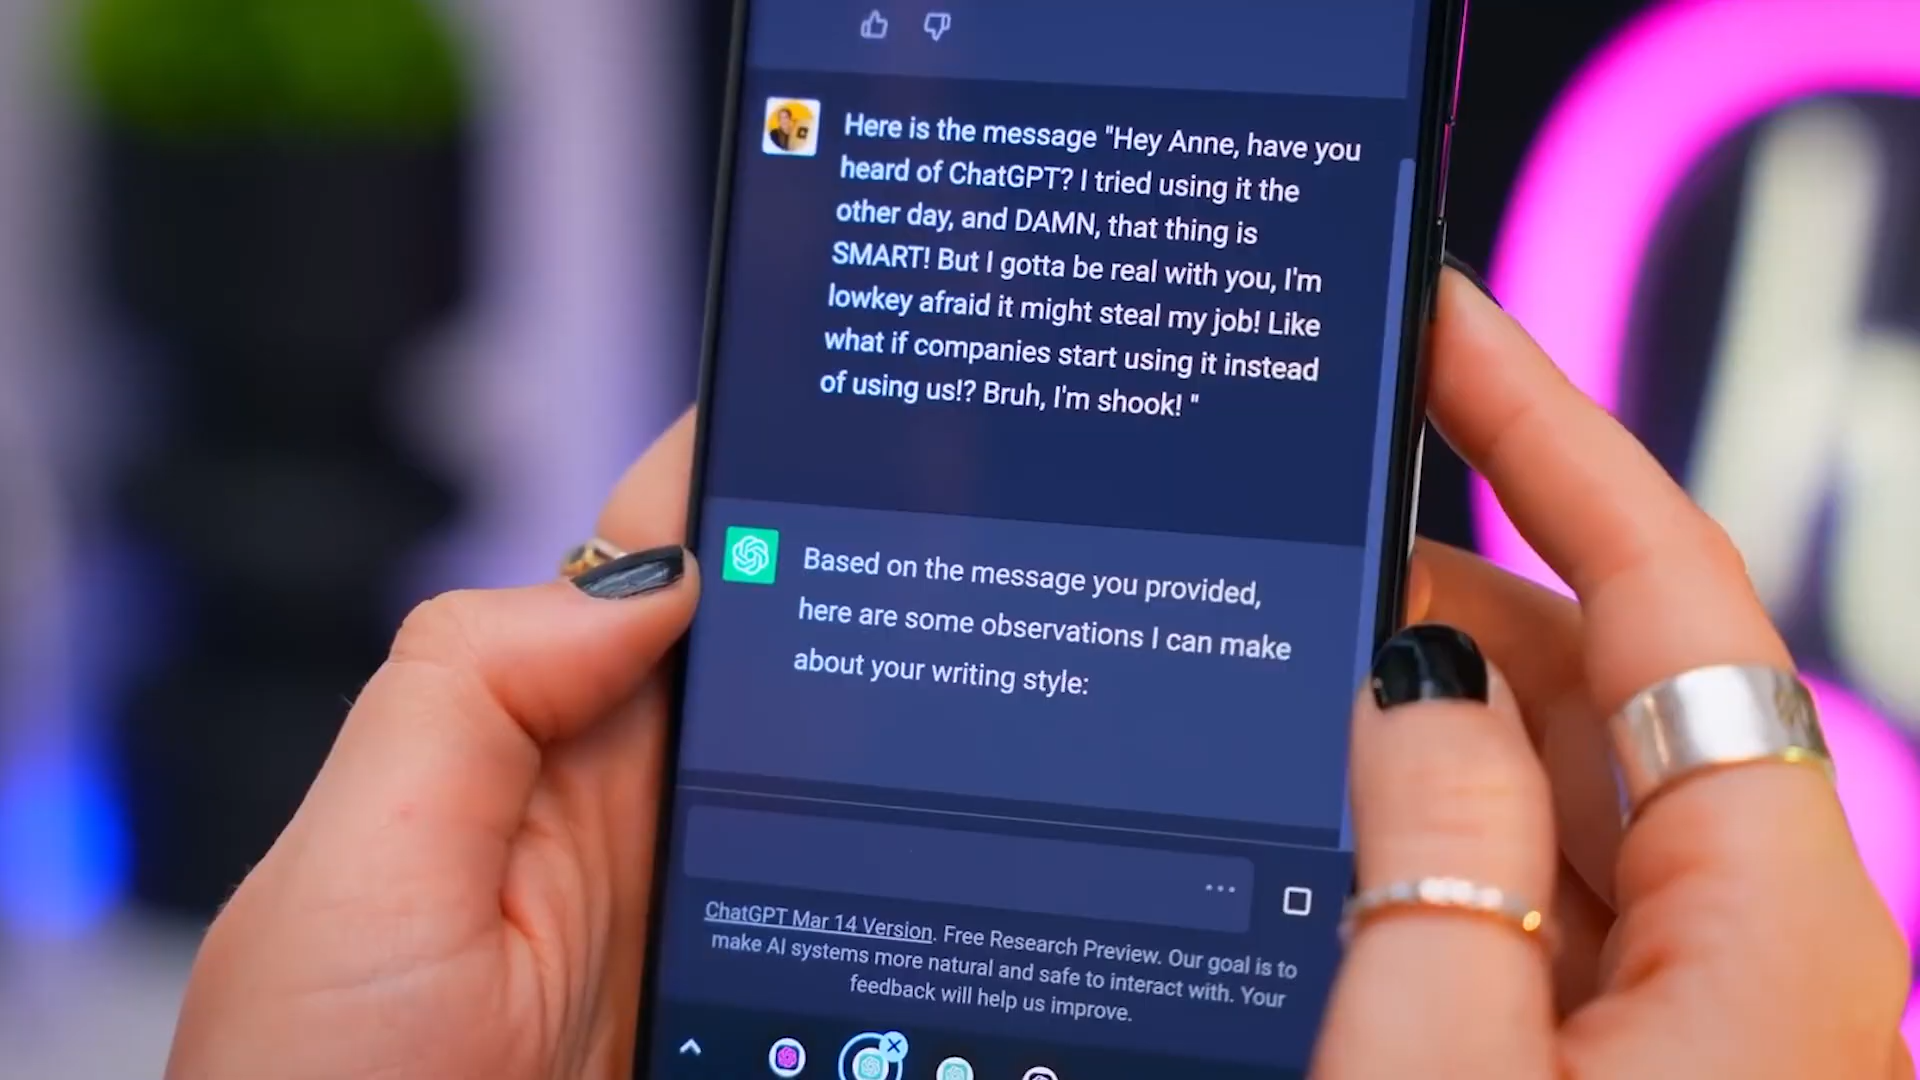 Here is the message "Hey Anne, have you
heard of ChatGPT? I tried using it the
other day, and DAMN, that thing is
SMART! But I gotta be real with you, I'm
lowkey afraid it might steal my job! Like
what if companies start using it instead
of using us!? Bruh, I'm shook! "
Based on the message you provided,
here are some observations I can make
about your writing style:
ChatGPT Mar 14 Version. Free Research Preview. Our goal is to
make AI systems more natural and safe to interact with. Your
feedback will help us improve.